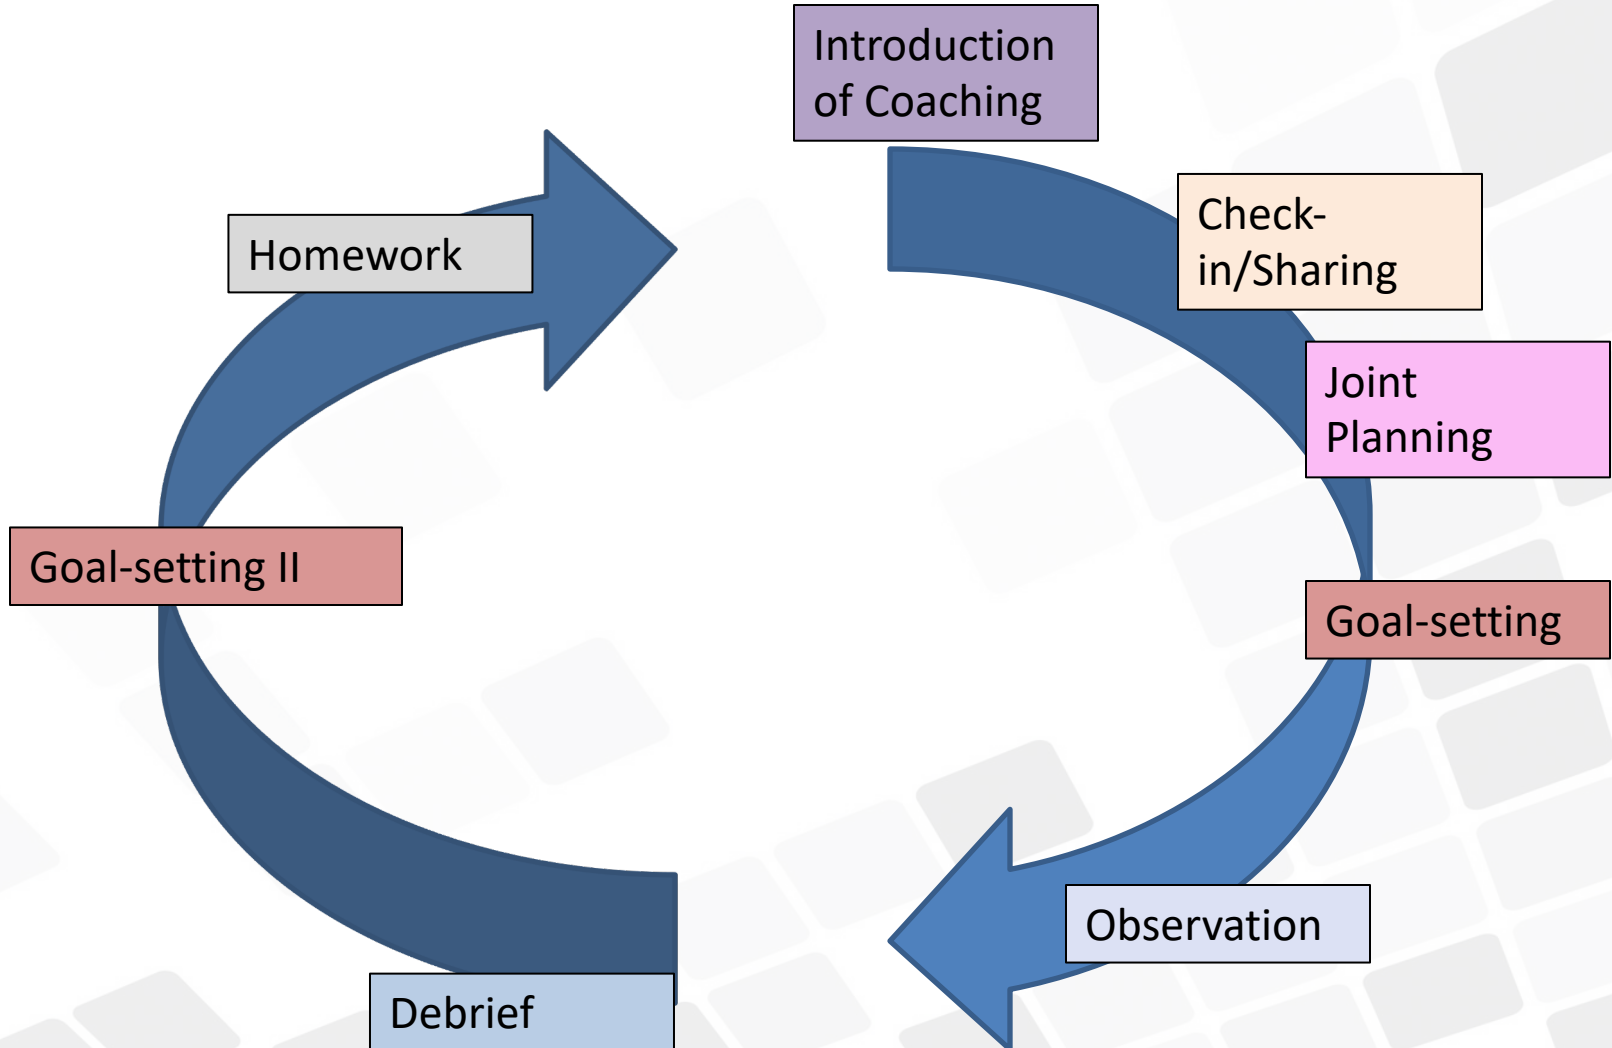 Introduction
of Coaching
Check-
in/Sharing
Joint
Planning
Goal-setting
Observation
Debrief
Goal-setting II
Homework